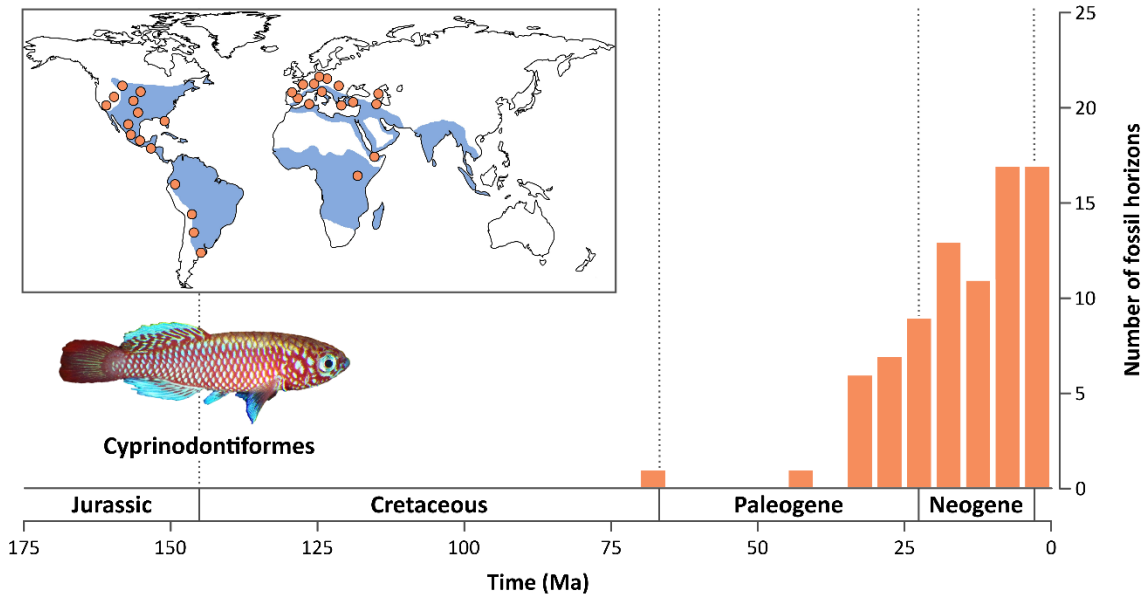 25
20
15
10
5
0
Number of fossil horizons
Cyprinodontiformes
Jurassic Cretaceous Paleogene Neogene
175 150 125 100 75 50 25 0
Time (Ma)